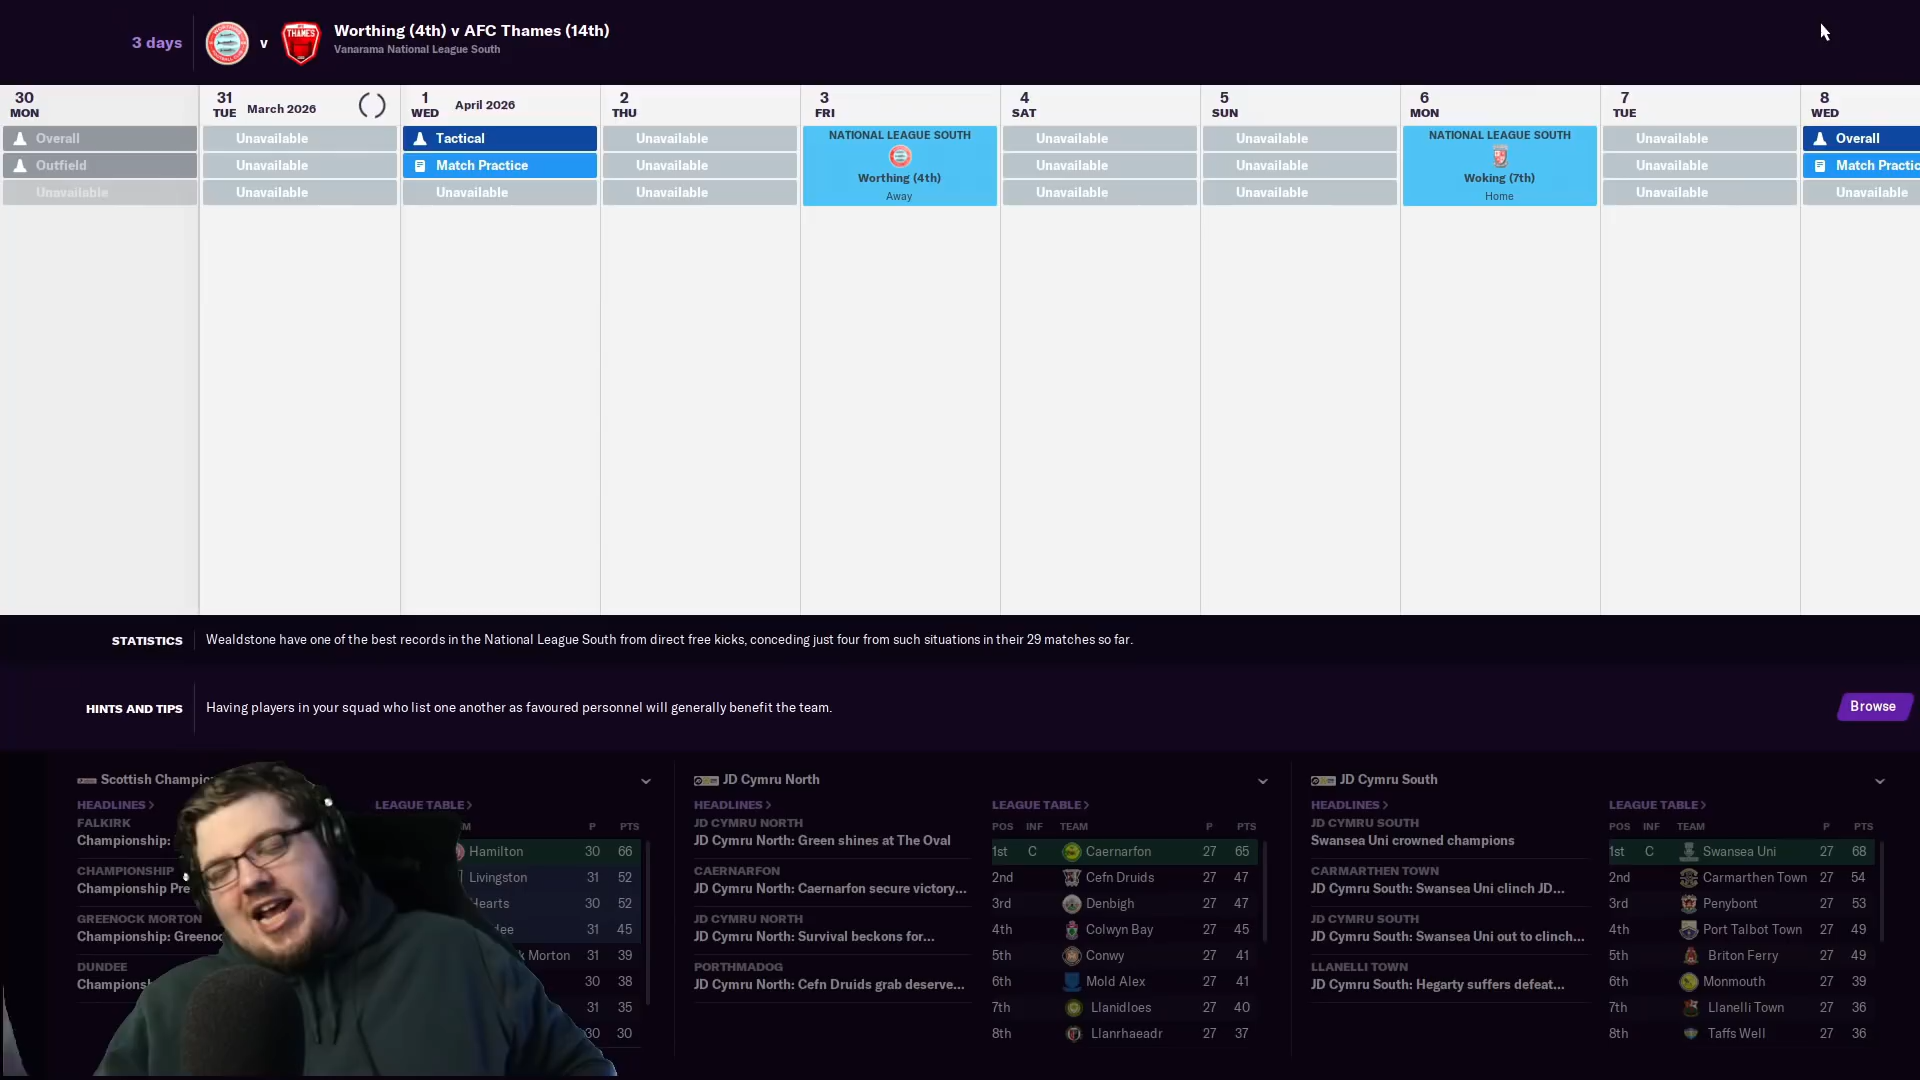 3 days
v
THAMES
Worthing (4th) v AFC Thames (14th)
Vanarama National League South
30 MON
31 TUE March 2026
1 WED April 2026
2 THU
3 FRI
4 SAT
5 SUN
6 MON
7 TUE
8 WED
Overall
Outfield
Unavailable
Unavailable
Unavailable
Unavailable
Tactical
Match Practice
Unavailable
Unavailable
Unavailable
Unavailable
NATIONAL LEAGUE SOUTH
Worthing (4th)
Away
Unavailable
Unavailable
Unavailable
Unavailable
Unavailable
Unavailable
NATIONAL LEAGUE SOUTH
Woking (7th)
Home
Unavailable
Unavailable
Unavailable
Overall
Match Practic
Unavailable
STATISTICS
Wealdstone have one of the best records in the National League South from direct free kicks, conceding just four from such situations in their 29 matches so far.
HINTS AND TIPS
Having players in your squad who list one another as favoured personnel will generally benefit the team.
Browse
Scottish Champio
HEADLINES
FALKIRK
Championship:
CHAMPIONSHIP
Championship Pre
GREENOCK MORTON
Championship: Greenoc
DUNDEE
Champions
LEAGUE TABLE
P PTS
Hamilton 30 66
Livingston 31 52
Hearts 30 52
31 45
Morton 31 39
30 38
31 35
30 30
JD Cymru North
HEADLINES
JD CYMRU NORTH
JD Cymru North: Green shines at The Oval
CAERNARFON
JD Cymru North: Caernarfon secure victory...
JD CYMRU NORTH
JD Cymru North: Survival beckons for...
PORTHMADOG
JD Cymru North: Cefn Druids grab deserve...
LEAGUE TABLE
POS INF TEAM P PTS
1st C Caernarfon 27 65
2nd Cefn Druids 27 47
3rd Denbigh 27 47
4th Colwyn Bay 27 45
5th Conwy 27 41
6th Mold Alex 27 41
7th Llanidloes 27 40
8th Llanrhaeadr 27 37
JD Cymru South
HEADLINES
JD CYMRU SOUTH
Swansea Uni crowned champions
CARMARTHEN TOWN
JD Cymru South: Swansea Uni clinch JD...
JD CYMRU SOUTH
JD Cymru South: Swansea Uni out to clinch...
LLANELLI TOWN
JD Cymru South: Hegarty suffers defeat...
LEAGUE TABLE
POS INF TEAM P PTS
1st C Swansea Uni 27 68
2nd Carmarthen Town 27 54
3rd Penybont 27 53
4th Port Talbot Town 27 49
5th Briton Ferry 27 49
6th Monmouth 27 39
7th Llanelli Town 27 36
8th Taffs Well 27 36